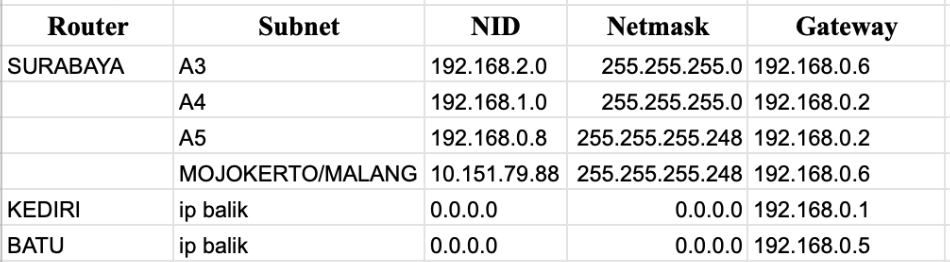 Router Subnet NID Netmask Gateway
SURABAYA A3 192.168.2.0 255.255.255.0 192.168.0.6
A4 192.168.1.0 255.255.255.0 192.168.0.2
A5 192.168.0.8 255.255.255.248 192.168.0.2
MOJOKERTO/MALANG 10.151.79.88 255.255.255.248 192.168.0.6
KEDIRI ip balik 0.0.0.0 0.0.0.0 192.168.0.1
BATU ip balik 0.0.0.0 0.0.0.0 192.168.0.5